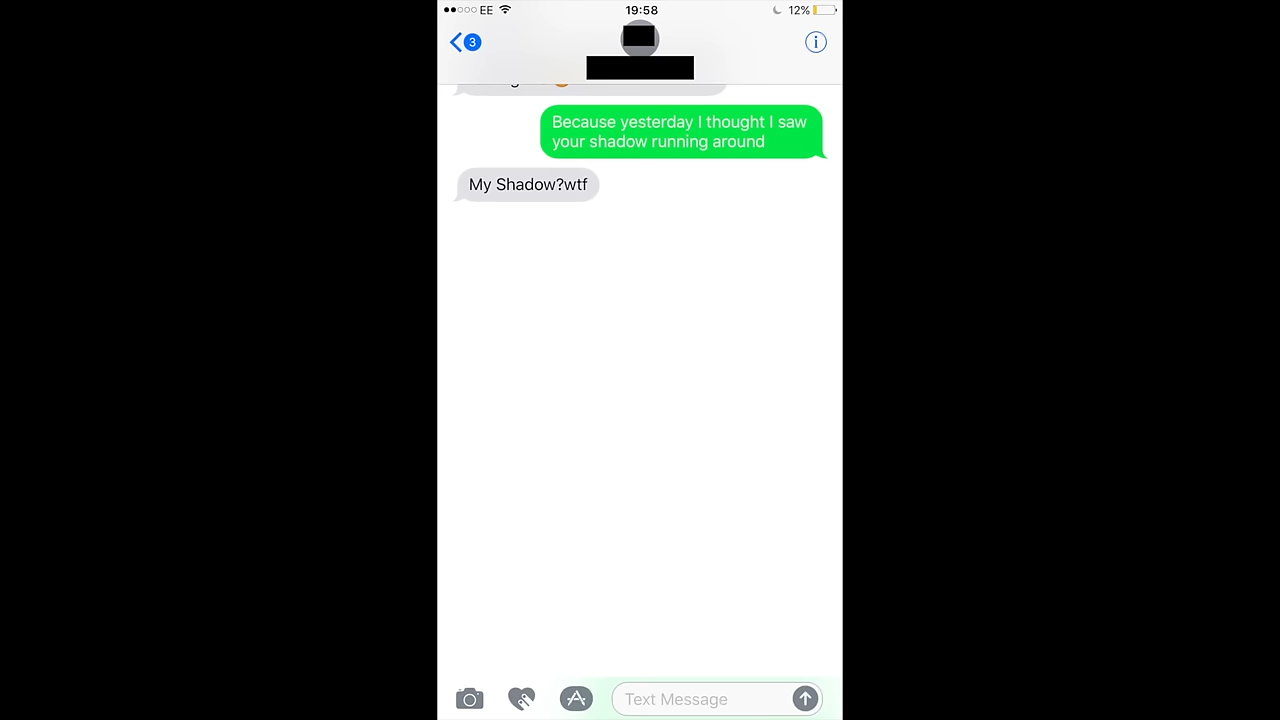 EE 19:58 12%
3
Because yesterday I thought I saw
your shadow running around
My Shadow?wtf
Text Message